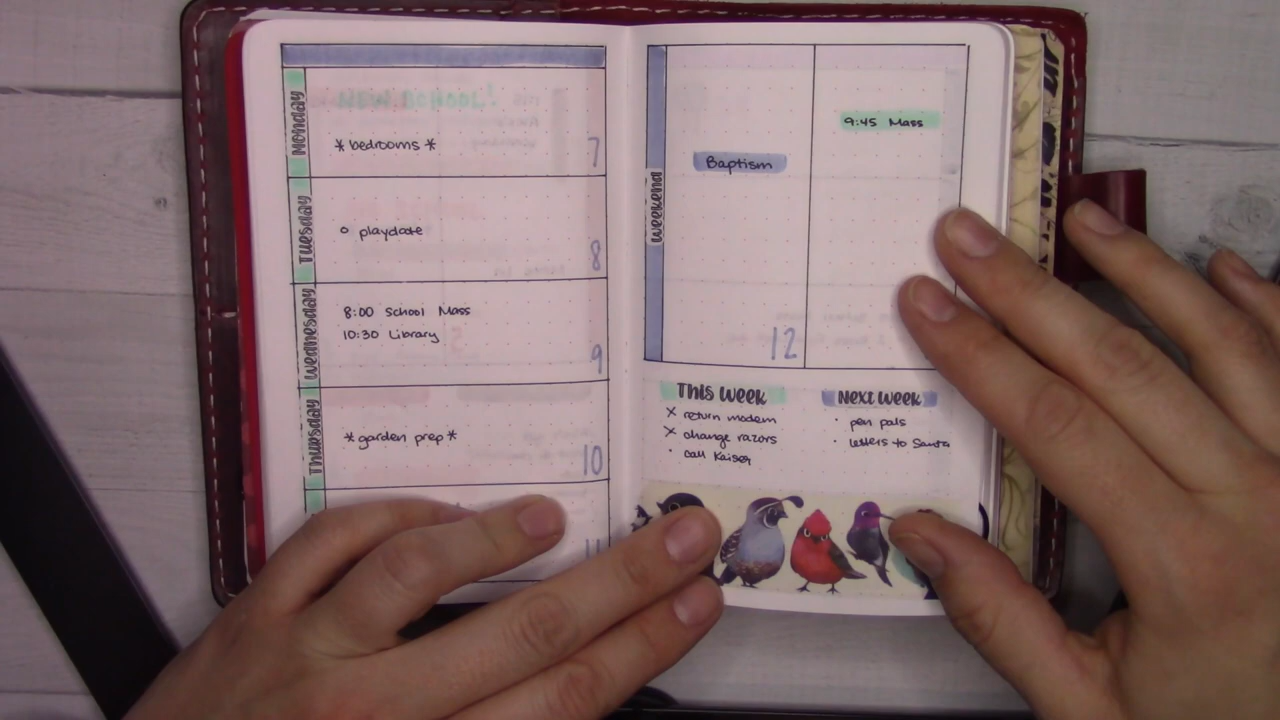 Monday
*bedrooms*
7
Tuesday
o playdate
8
Wednesday
8:00 School Mass
10:30 Library
9
Thursday
*garden prep*
10
11
Weekend
Baptism
12
9:45 Mass
This Week
x return modem
x change razors
· call Kaiser
Next Week
· pen pals
· letters to Santa